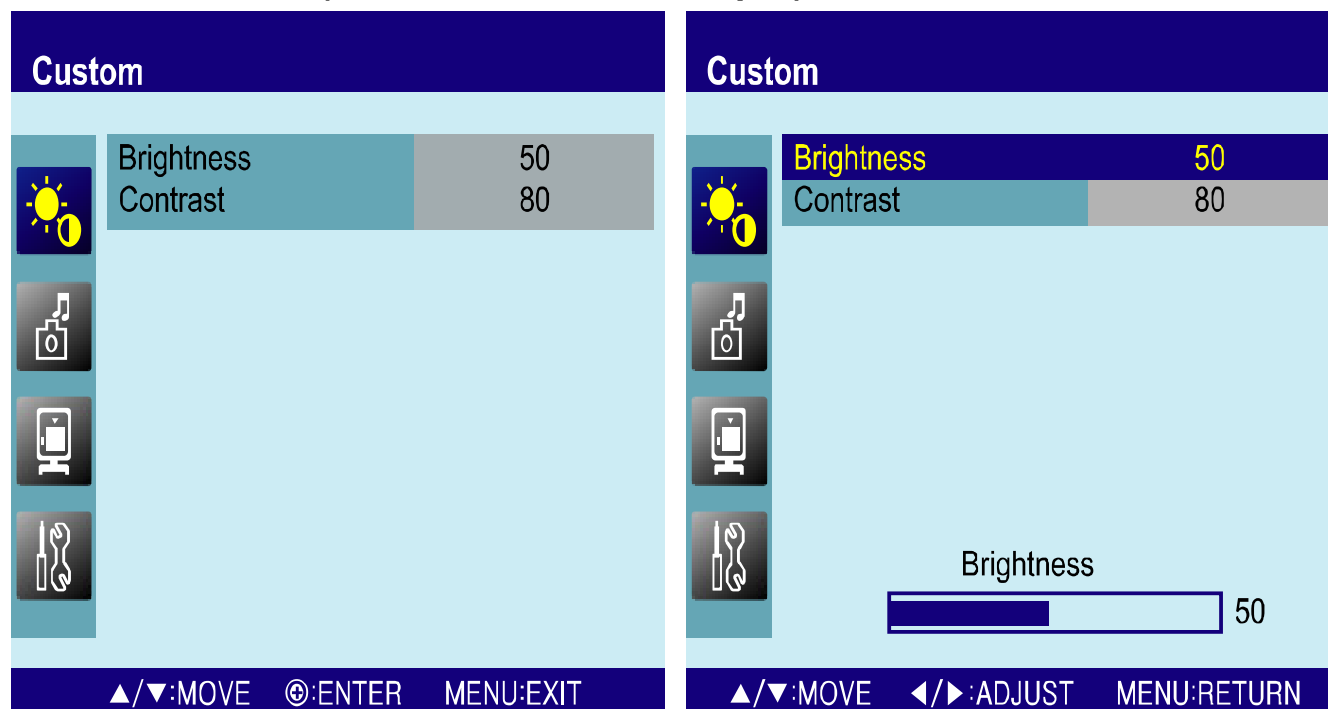 Custom
Brightness 50
Contrast 80
▲/▼:MOVE ⊕:ENTER MENU:EXIT
Custom
Brightness 50
Contrast 80
Brightness
50
▲/▼:MOVE ◀/▶:ADJUST MENU:RETURN